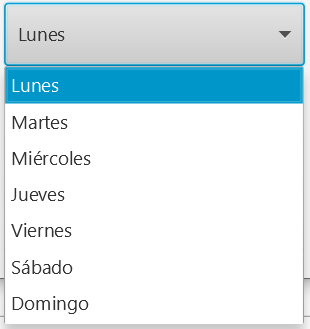 Lunes
Lunes
Martes
Miércoles
Jueves
Viernes
Sábado
Domingo